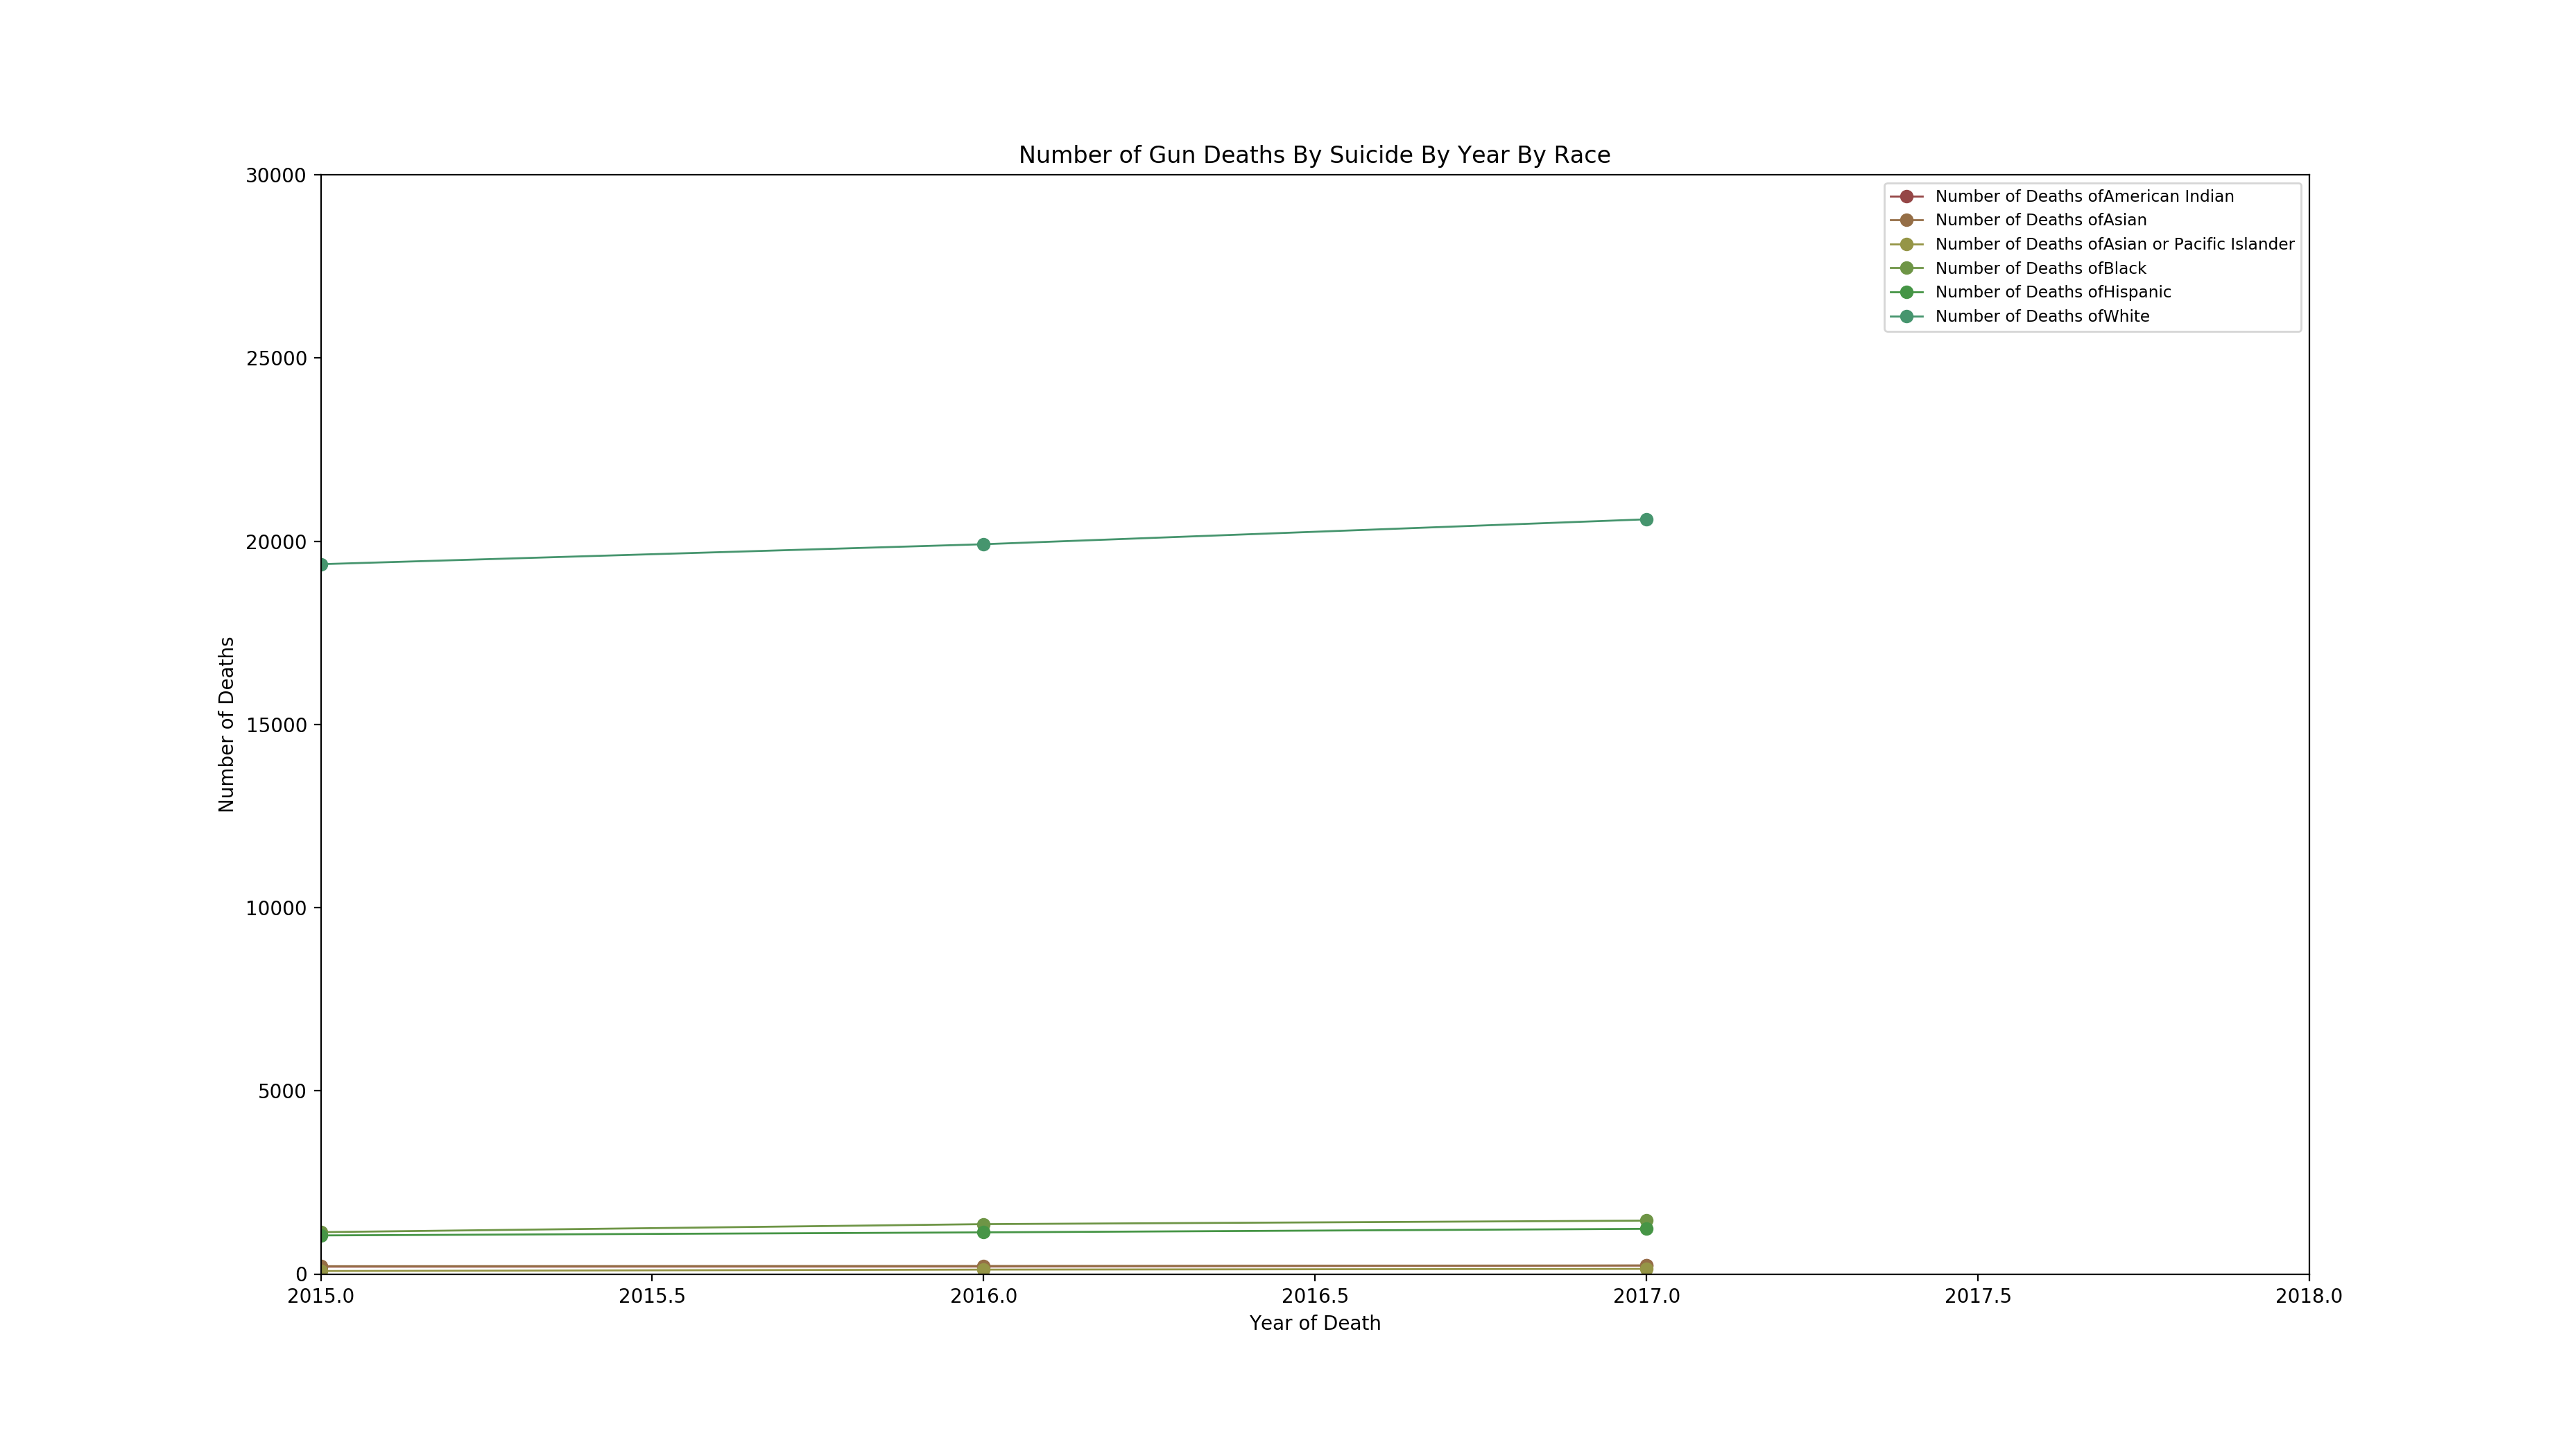 Number of Gun Deaths By Suicide By Year By Race
30000
25000
20000
15000
10000
5000
0
Number of Deaths
Number of Deaths ofAmerican Indian
Number of Deaths ofAsian
Number of Deaths ofAsian or Pacific Islander
Number of Deaths ofBlack
Number of Deaths ofHispanic
Number of Deaths ofWhite
2015.0 2015.5 2016.0 2016.5 2017.0 2017.5 2018.0
Year of Death